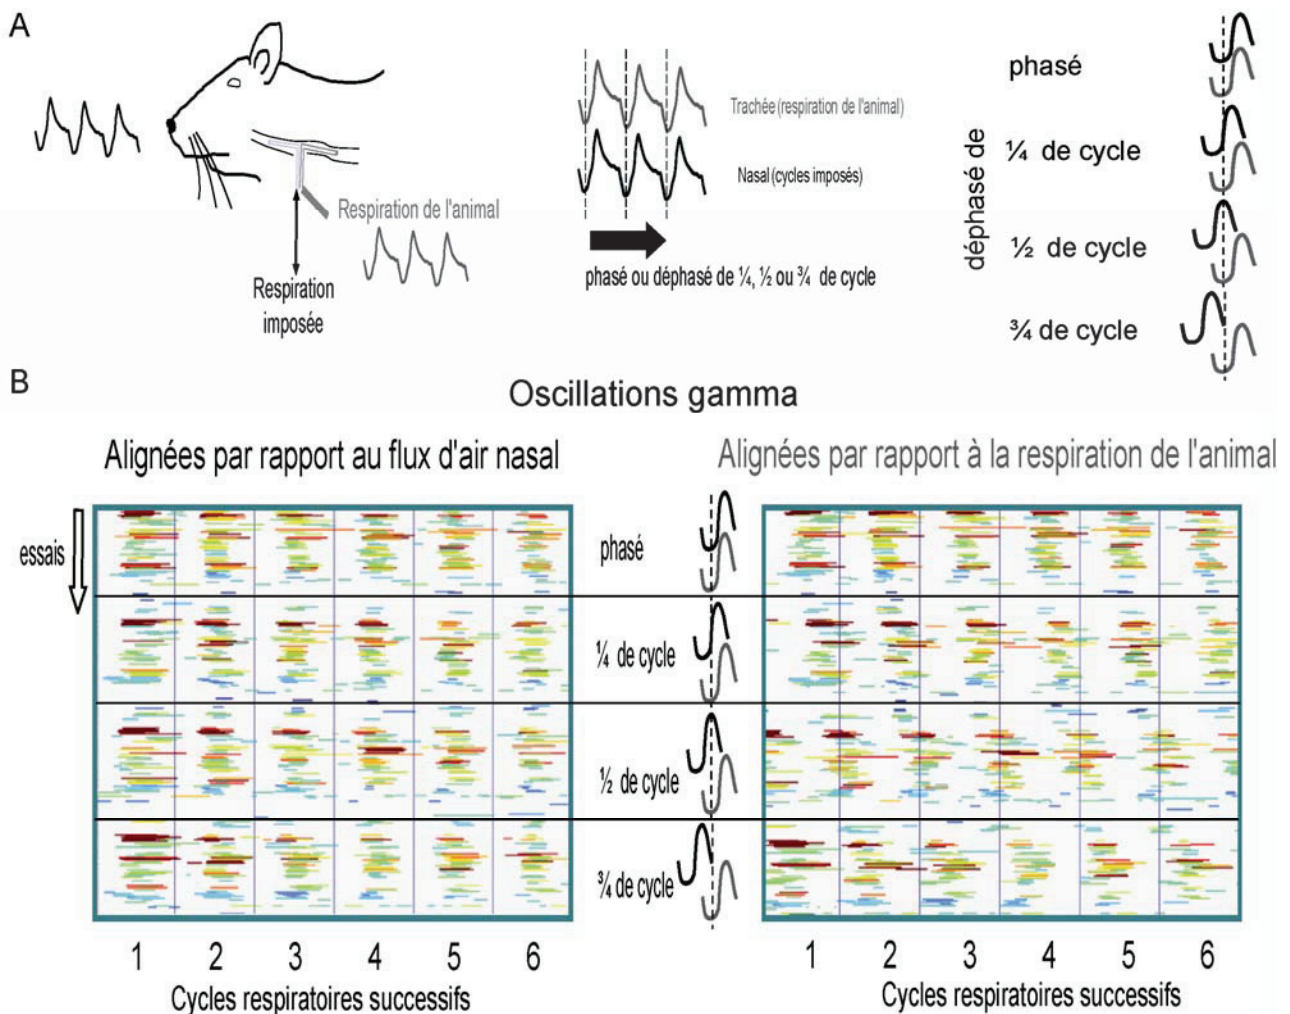 A
Respiration de l'animal
Respiration
imposée
Trachée (respiration de l'animal)
Nasal (cycles imposés)
phasé ou déphasé de ¼, ½ ou ¾ de cycle
déphasé de
phasé
¼ de cycle
½ de cycle
¾ de cycle
B
Oscillations gamma
Alignées par rapport au flux d'air nasal
Alignées par rapport à la respiration de l'animal
essais
phasé
¼ de cycle
½ de cycle
¾ de cycle
1 2 3 4 5 6
Cycles respiratoires successifs
1 2 3 4 5 6
Cycles respiratoires successifs